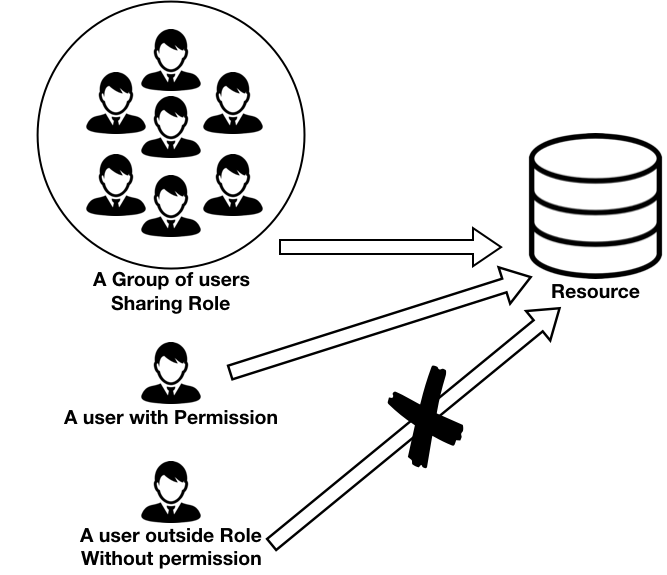 A Group of users
Sharing Role
Resource
A user with Permission
A user outside Role
Without permission